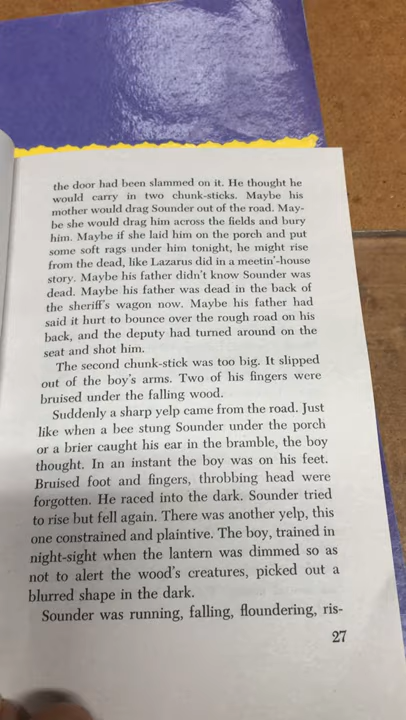 the door had been slammed on it. He thought he
would carry in two chunk-sticks. Maybe his
mother would drag Sounder out of the road. May-
be she would drag him across the fields and bury
him. Maybe if she laid him on the porch and put
some soft rags under him tonight, he might rise
from the dead, like Lazarus did in a meetin'-house
story. Maybe his father didn't know Sounder was
dead. Maybe his father was dead in the back of
the sheriff's wagon now. Maybe his father had
said it hurt to bounce over the rough road on his
back, and the deputy had turned around on the
seat and shot him.
The second chunk-stick was too big. It slipped
out of the boy's arms. Two of his fingers were
bruised under the falling wood.
Suddenly a sharp yelp came from the road. Just
like when a bee stung Sounder under the porch
or a brier caught his ear in the bramble, the boy
thought. In an instant the boy was on his feet.
Bruised foot and fingers, throbbing head were
forgotten. He raced into the dark. Sounder tried
to rise but fell again. There was another yelp, this
one constrained and plaintive. The boy, trained in
night-sight when the lantern was dimmed so as
not to alert the wood's creatures, picked out a
blurred shape in the dark.
Sounder was running, falling, floundering, ris-
27